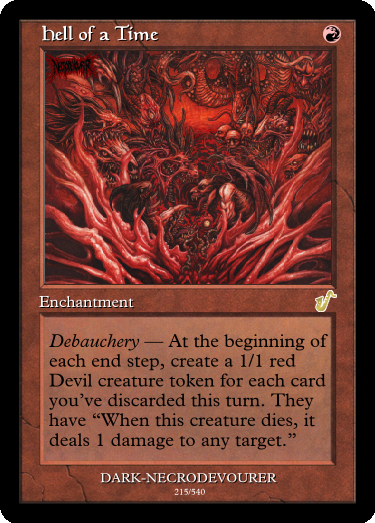 Hell of a Time
Enchantment
Debauchery — At the beginning of
each end step, create a 1/1 red
Devil creature token for each card
you've discarded this turn. They
have “When this creature dies, it
deals 1 damage to any target.”
DARK-NECRODEVOURER
215/540